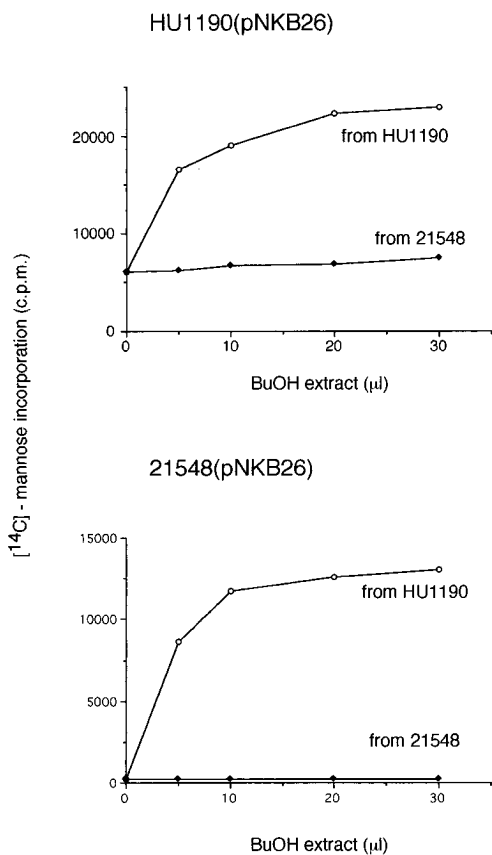 HU1190(pNKB26)
20000
10000
0
from HU1190
from 21548
0 10 20 30
BuOH extract (µl)
[14C] - mannose incorporation (c.p.m.)
21548(pNKB26)
15000
10000
5000
0
from HU1190
from 21548
0 10 20 30
BuOH extract (µl)